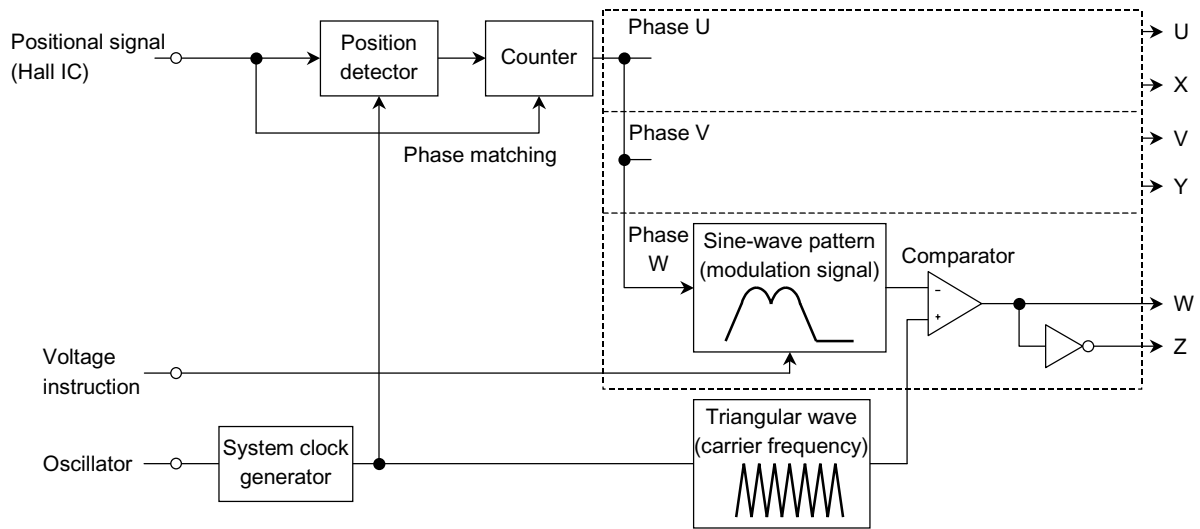 Positional signal
(Hall IC)
Position
detector
Counter
Phase matching
Phase U
Phase V
Phase
W
Sine-wave pattern
(modulation signal)
Comparator
-
+
U
X
V
Y
W
Z
Voltage
instruction
Oscillator
System clock
generator
Triangular wave
(carrier frequency)